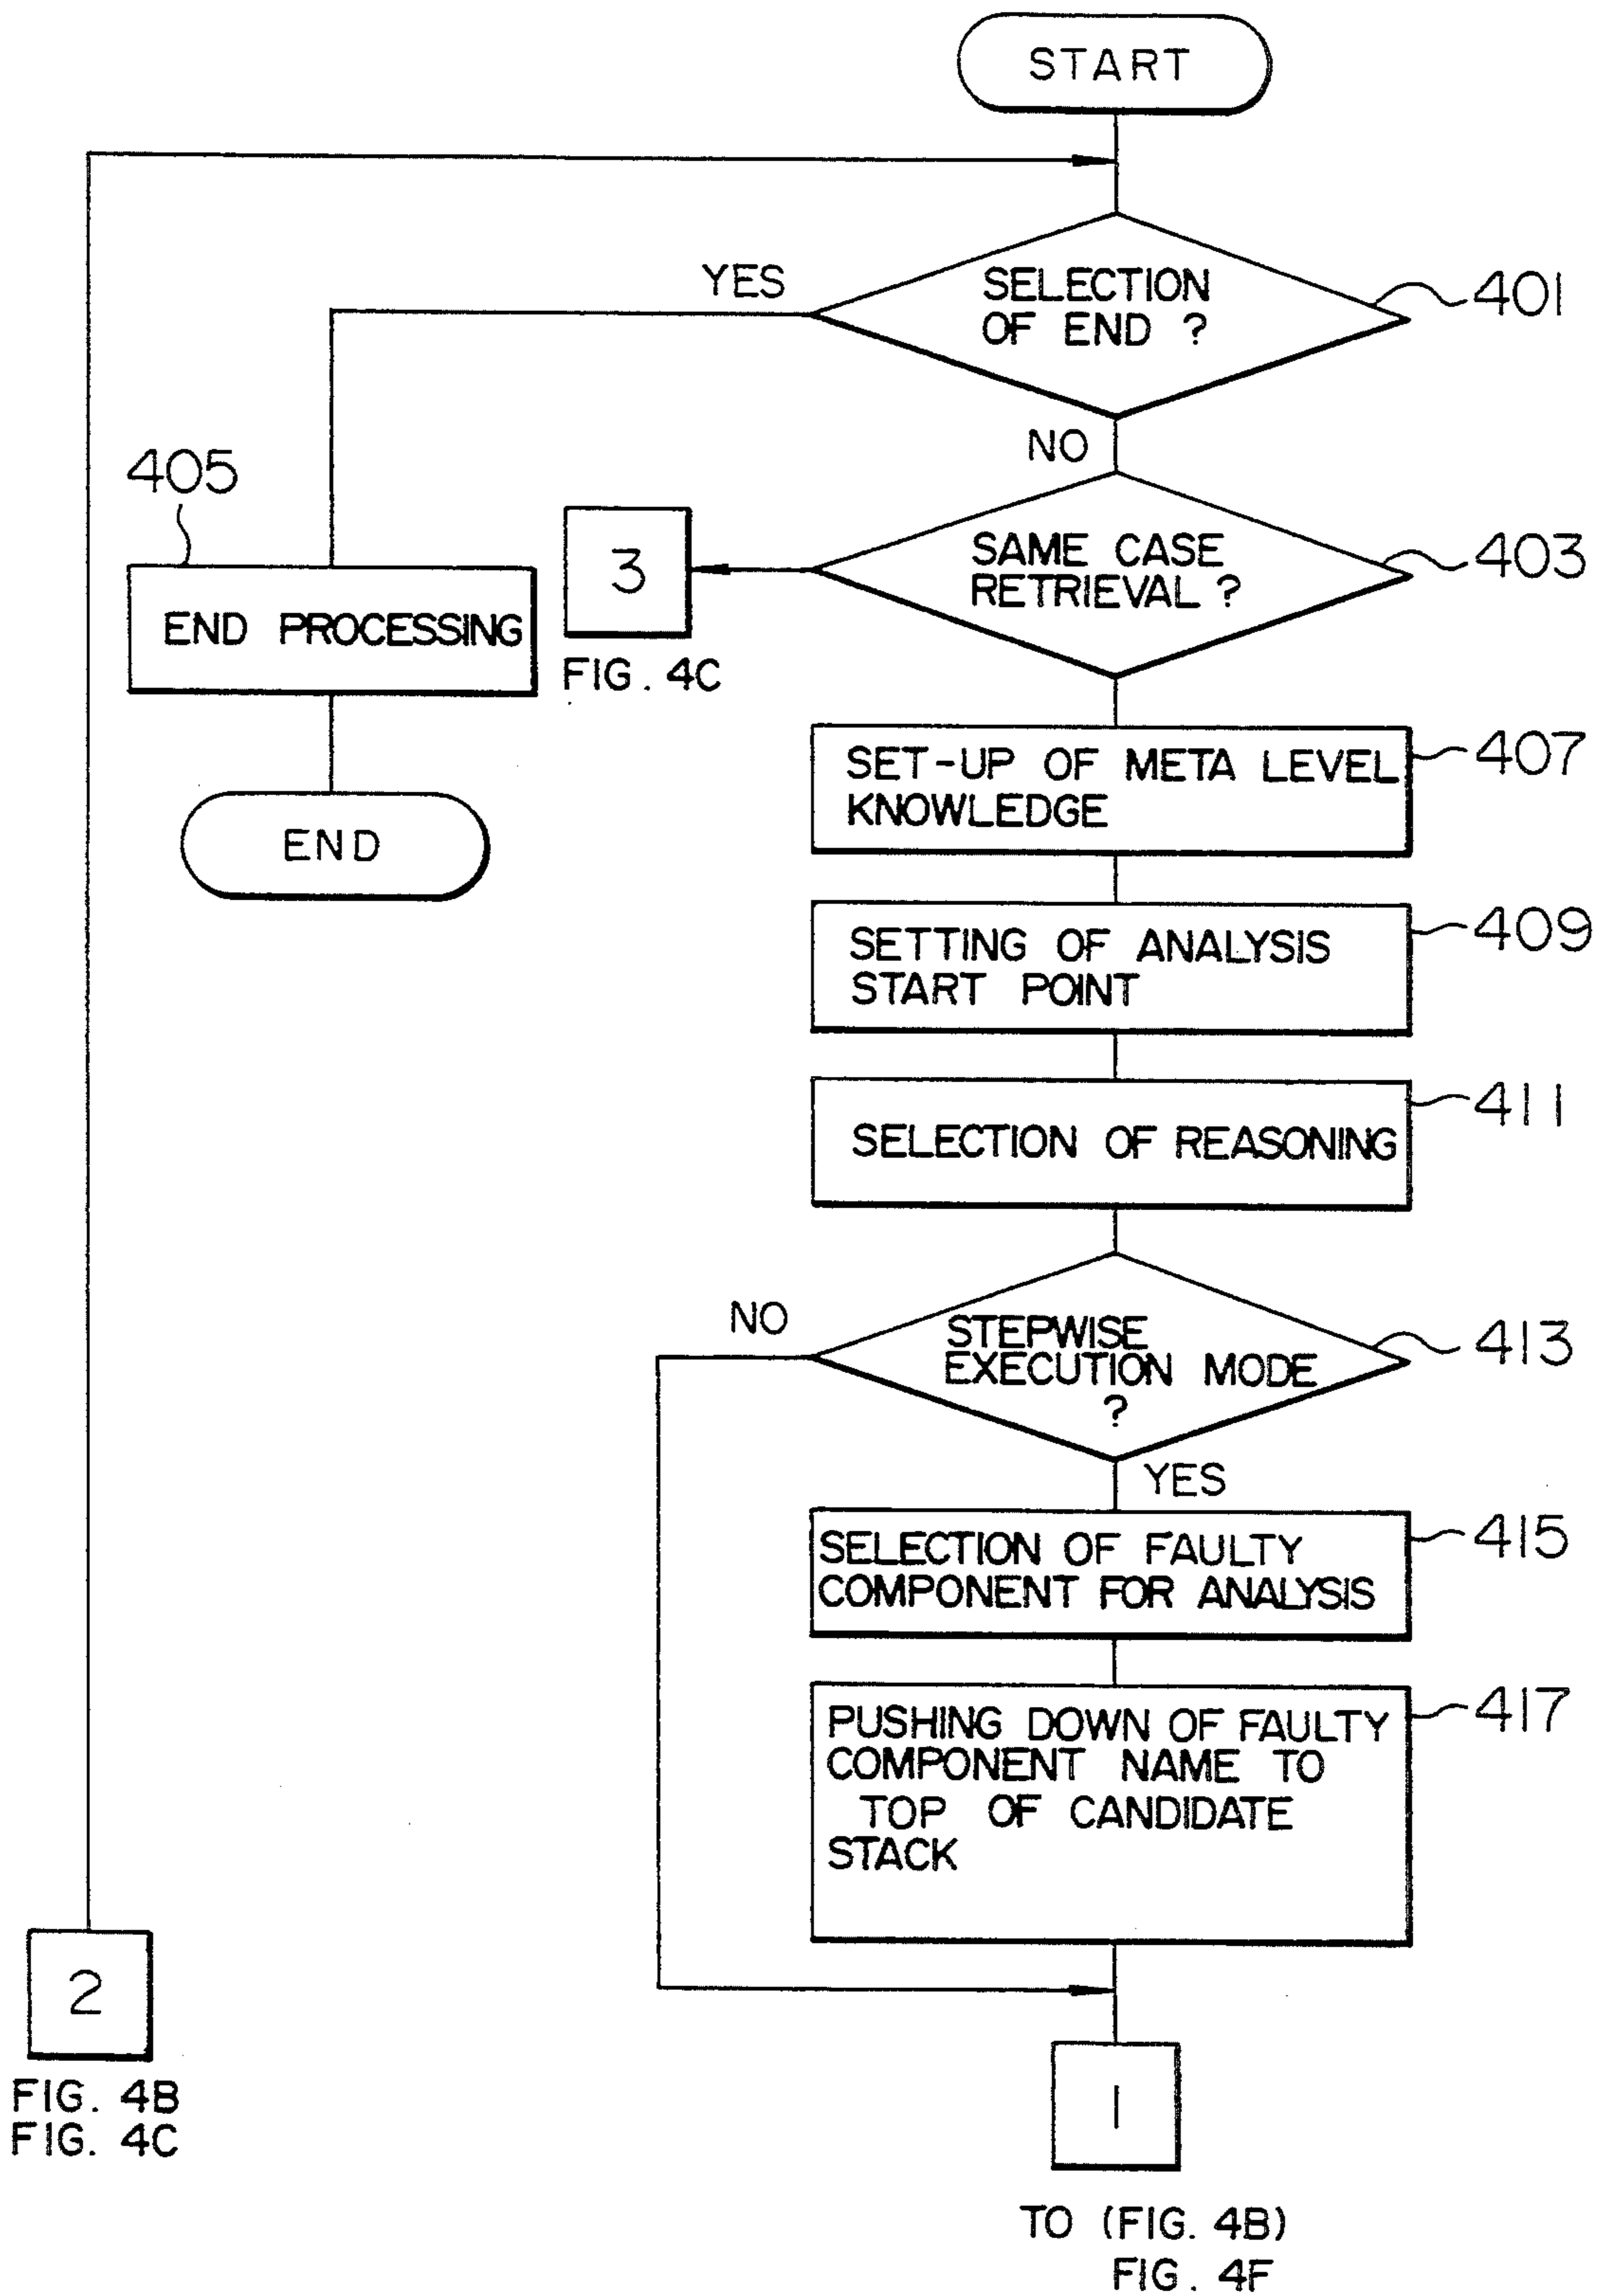 START
YES
SELECTION
OF END ?
401
NO
405
3
SAME CASE
RETRIEVAL ?
403
END PROCESSING
FIG. 4C
SET-UP OF META LEVEL
KNOWLEDGE
407
END
SETTING OF ANALYSIS
START POINT
409
SELECTION OF REASONING
411
NO
STEPWISE
EXECUTION MODE
?
413
YES
SELECTION OF FAULTY
COMPONENT FOR ANALYSIS
415
PUSHING DOWN OF FAULTY
COMPONENT NAME TO
TOP OF CANDIDATE
STACK
417
2
FIG. 4B
FIG. 4C
1
TO (FIG. 4B)
FIG. 4F